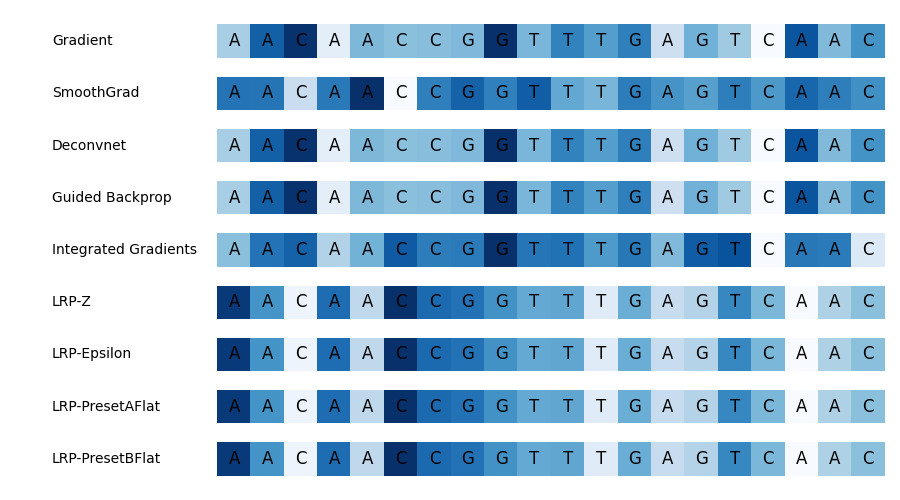 Gradient A A C A A C C G G T T T G A G T C A A C
SmoothGrad A A C A A C C G G T T T G A G T C A A C
Deconvnet A A C A A C C G G T T T G A G T C A A C
Guided Backprop A A C A A C C G G T T T G A G T C A A C
Integrated Gradients A A C A A C C G G T T T G A G T C A A C
LRP-Z A A C A A C C G G T T T G A G T C A A C
LRP-Epsilon A A C A A C C G G T T T G A G T C A A C
LRP-PresetAFlat A A C A A C C G G T T T G A G T C A A C
LRP-PresetBFlat A A C A A C C G G T T T G A G T C A A C